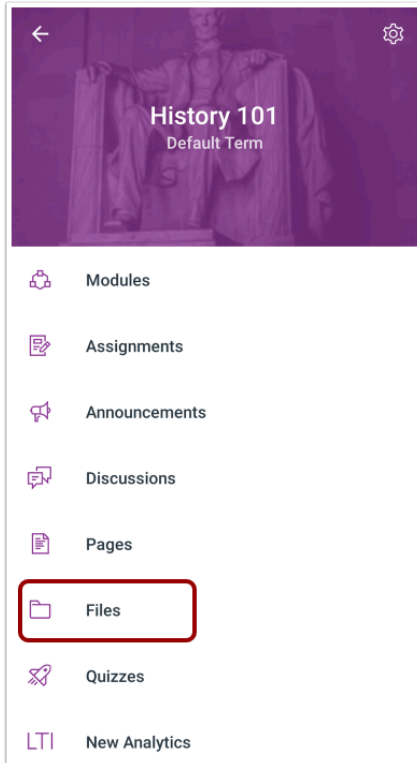 History 101
Default Term
Modules
Assignments
Announcements
Discussions
Pages
Files
Quizzes
LTI New Analytics